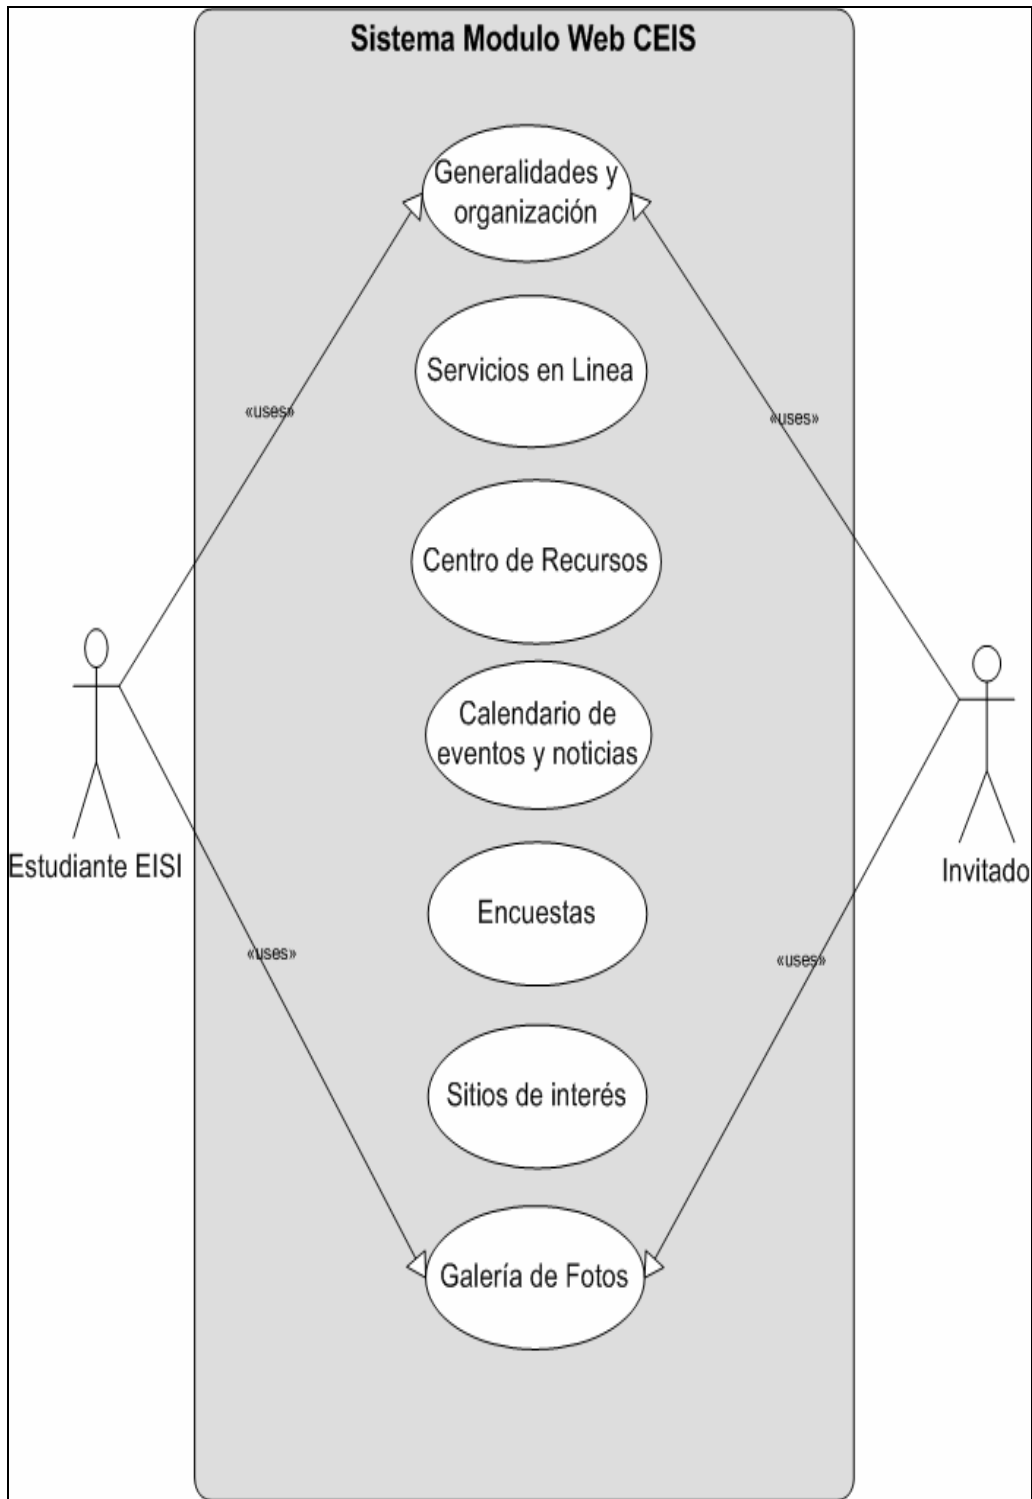 Sistema Modulo Web CEIS
Generalidades y
organización
Servicios en Linea
«uses»
«uses»
Centro de Recursos
Calendario de
eventos y noticias
Estudiante EISI
Invitado
Encuestas
«uses»
«uses»
Sitios de interés
Galería de Fotos